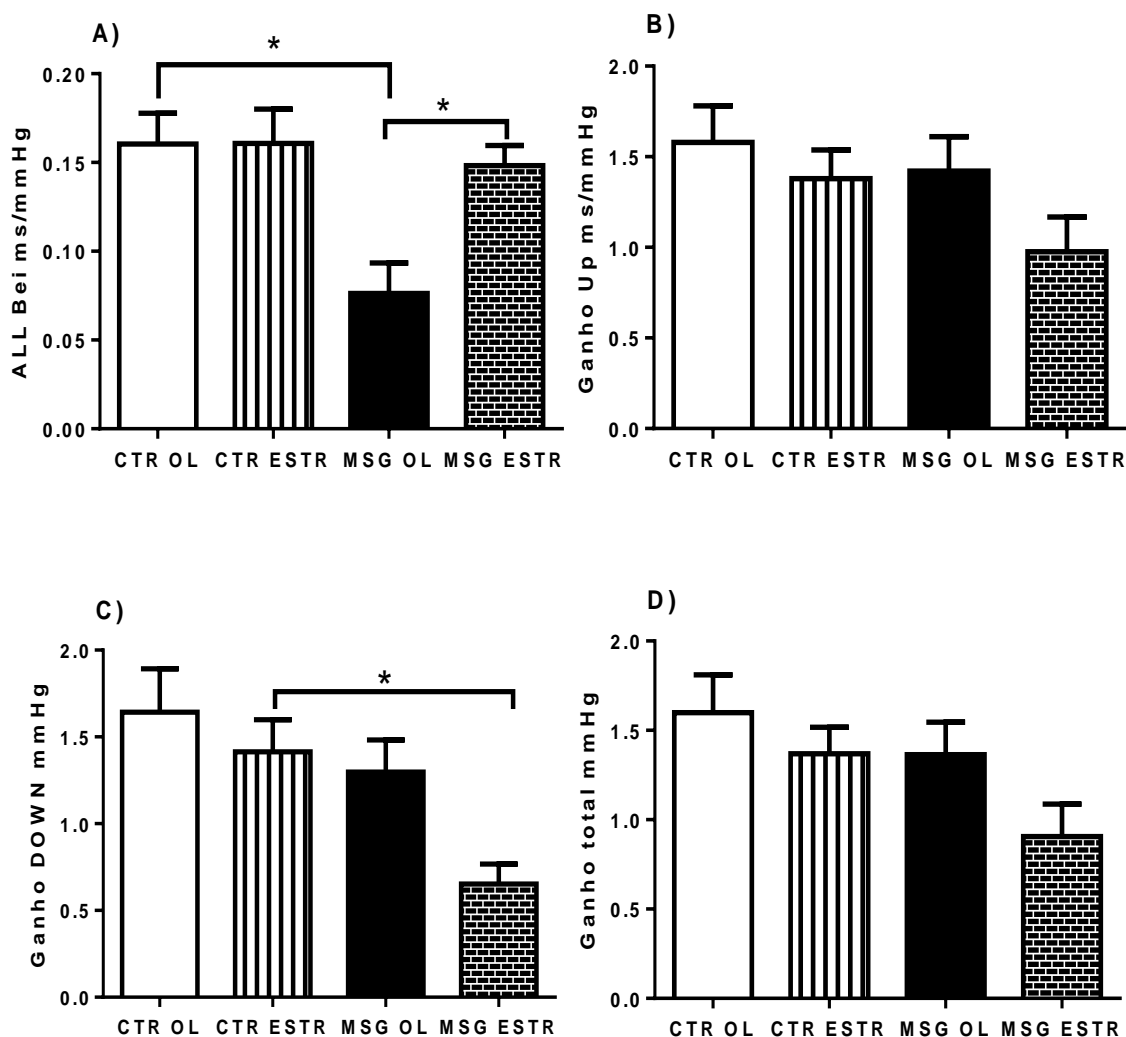 A)
*
*
ALL Bei ms/mmHg
0.20
0.15
0.10
0.05
0.00
CTR OL CTR ESTR MSG OL MSG ESTR
B)
Ganho Up ms/mmHg
2.0
1.5
1.0
0.5
0.0
CTR OL CTR ESTR MSG OL MSG ESTR
C)
*
Ganho DOWN mmHg
2.0
1.5
1.0
0.5
0.0
CTR OL CTR ESTR MSG OL MSG ESTR
D)
Ganho total mmHg
2.0
1.5
1.0
0.5
0.0
CTR OL CTR ESTR MSG OL MSG ESTR